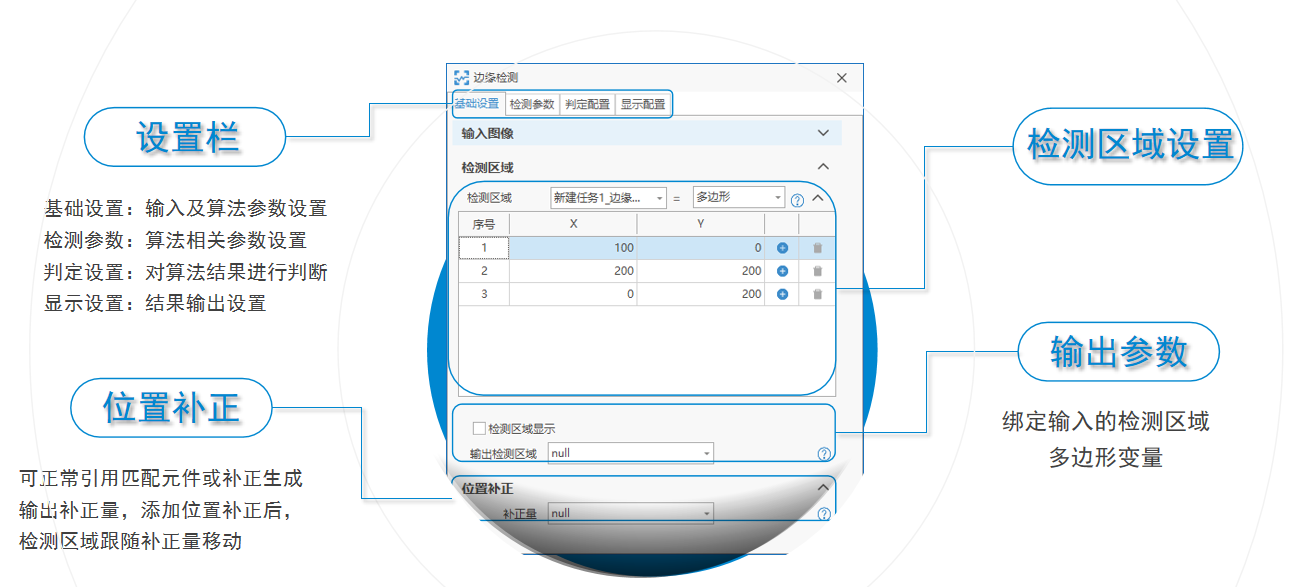 设置栏
基础设置：输入及算法参数设置
检测参数：算法相关参数设置
判定设置：对算法结果进行判断
显示设置：结果输出设置
位置补正
可正常引用匹配元件或补正生成
输出补正量，添加位置补正后，
检测区域跟随补正量移动
边缘检测
基础设置 检测参数 判定配置 显示配置
输入图像
检测区域
检测区域 新建任务1_边缘... = 多边形
序号 X Y
1 100 0
2 200 200
3 0 200
检测区域显示
输出检测区域 null
位置补正
补正量 null
检测区域设置
输出参数
绑定输入的检测区域
多边形变量